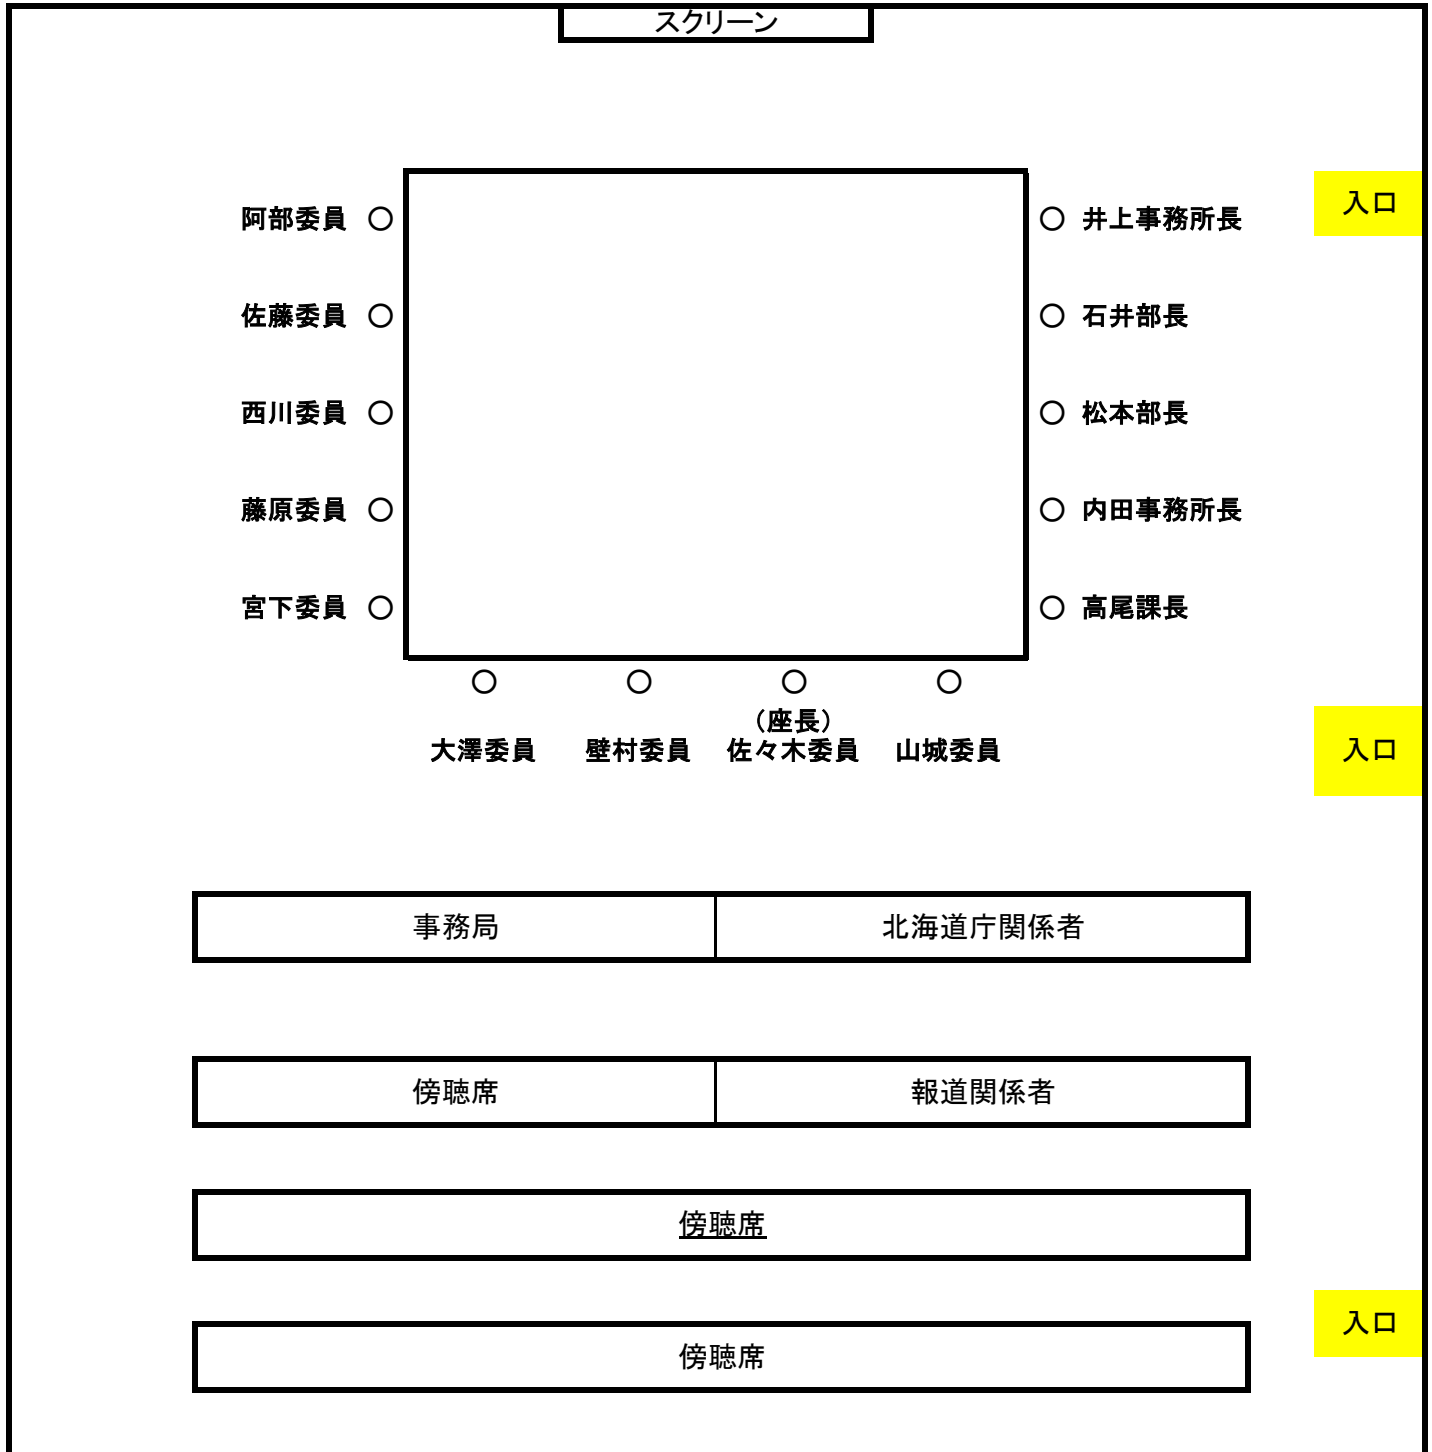 スクリーン
阿部委員 ○
○ 井上事務所長
入口
佐藤委員 ○
○ 石井部長
西川委員 ○
○ 松本部長
藤原委員 ○
○ 内田事務所長
宮下委員 ○
○ 高尾課長
○ ○ ○ ○
（座長）
大澤委員 壁村委員 佐々木委員 山城委員
入口
事務局 北海道庁関係者
傍聴席 報道関係者
傍聴席
入口
傍聴席